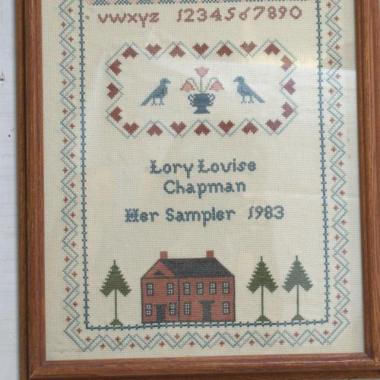 vwxyz 1234567890
Lory Louise
Chapman
Her Sampler 1983